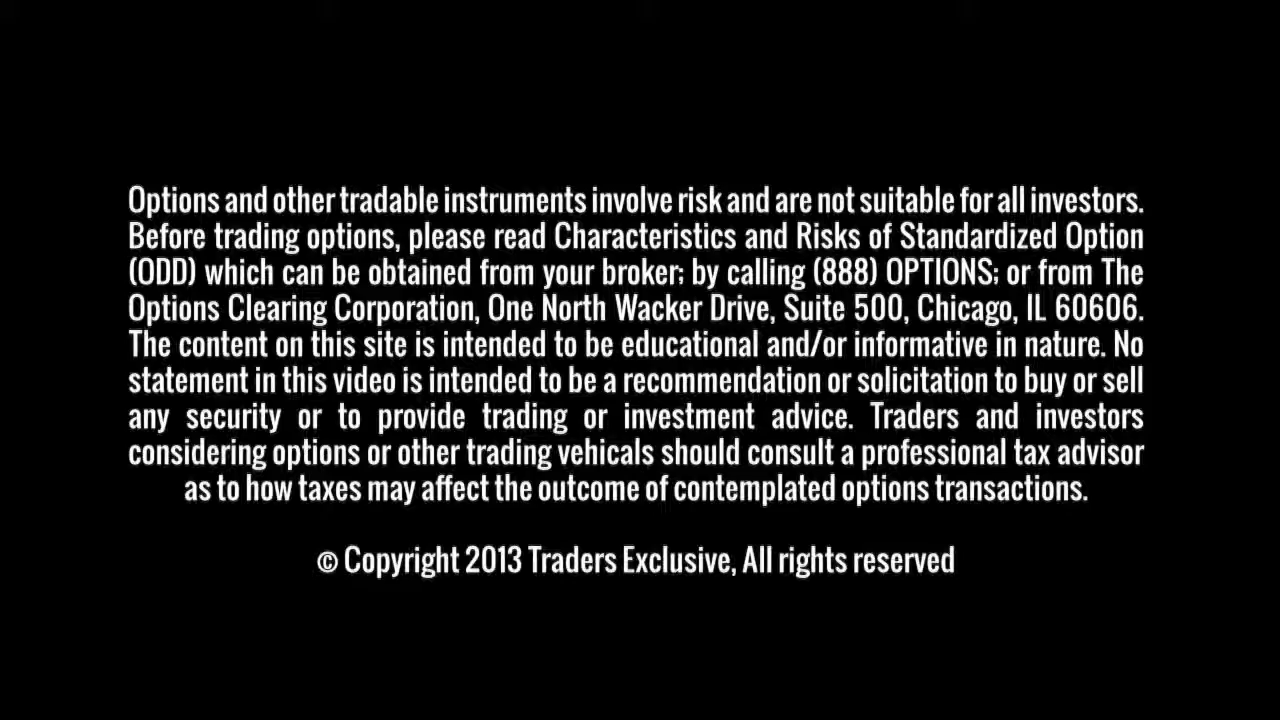 Options and other tradable instruments involve risk and are not suitable for all investors.
Before trading options, please read Characteristics and Risks of Standardized Option
(ODD) which can be obtained from your broker; by calling (888) OPTIONS; or from The
Options Clearing Corporation, One North Wacker Drive, Suite 500, Chicago, IL 60606.
The content on this site is intended to be educational and/or informative in nature. No
statement in this video is intended to be a recommendation or solicitation to buy or sell
any security or to provide trading or investment advice. Traders and investors
considering options or other trading vehicals should consult a professional tax advisor
as to how taxes may affect the outcome of contemplated options transactions.
© Copyright 2013 Traders Exclusive, All rights reserved